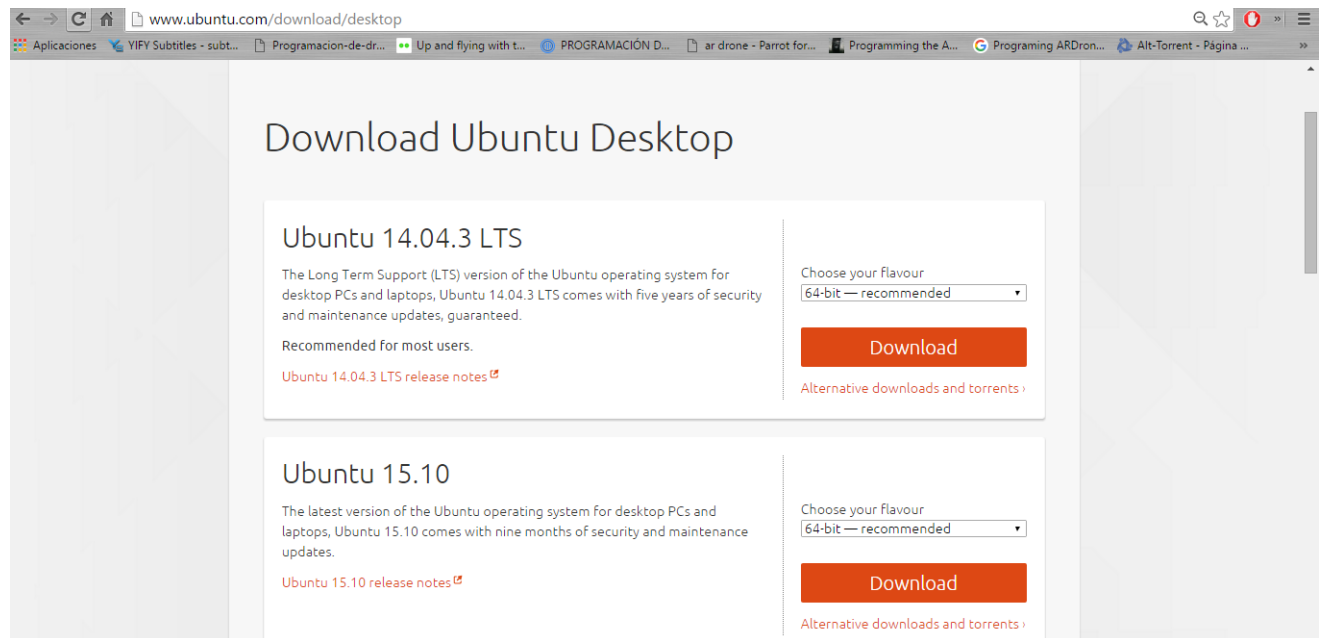 www.ubuntu.com/download/desktop
Aplicaciones YIFY Subtitles - subt... Programacion-de-dr... Up and flying with t... PROGRAMACIÓN D... ar drone - Parrot for... Programming the A... Programing ARDron... Alt-Torrent - Página ...
Download Ubuntu Desktop
Ubuntu 14.04.3 LTS
The Long Term Support (LTS) version of the Ubuntu operating system for
desktop PCs and laptops, Ubuntu 14.04.3 LTS comes with five years of security
and maintenance updates, guaranteed.
Recommended for most users.
Ubuntu 14.04.3 LTS release notes
Choose your flavour
64-bit — recommended
Download
Alternative downloads and torrents ›
Ubuntu 15.10
The latest version of the Ubuntu operating system for desktop PCs and
laptops, Ubuntu 15.10 comes with nine months of security and maintenance
updates.
Ubuntu 15.10 release notes
Choose your flavour
64-bit — recommended
Download
Alternative downloads and torrents ›